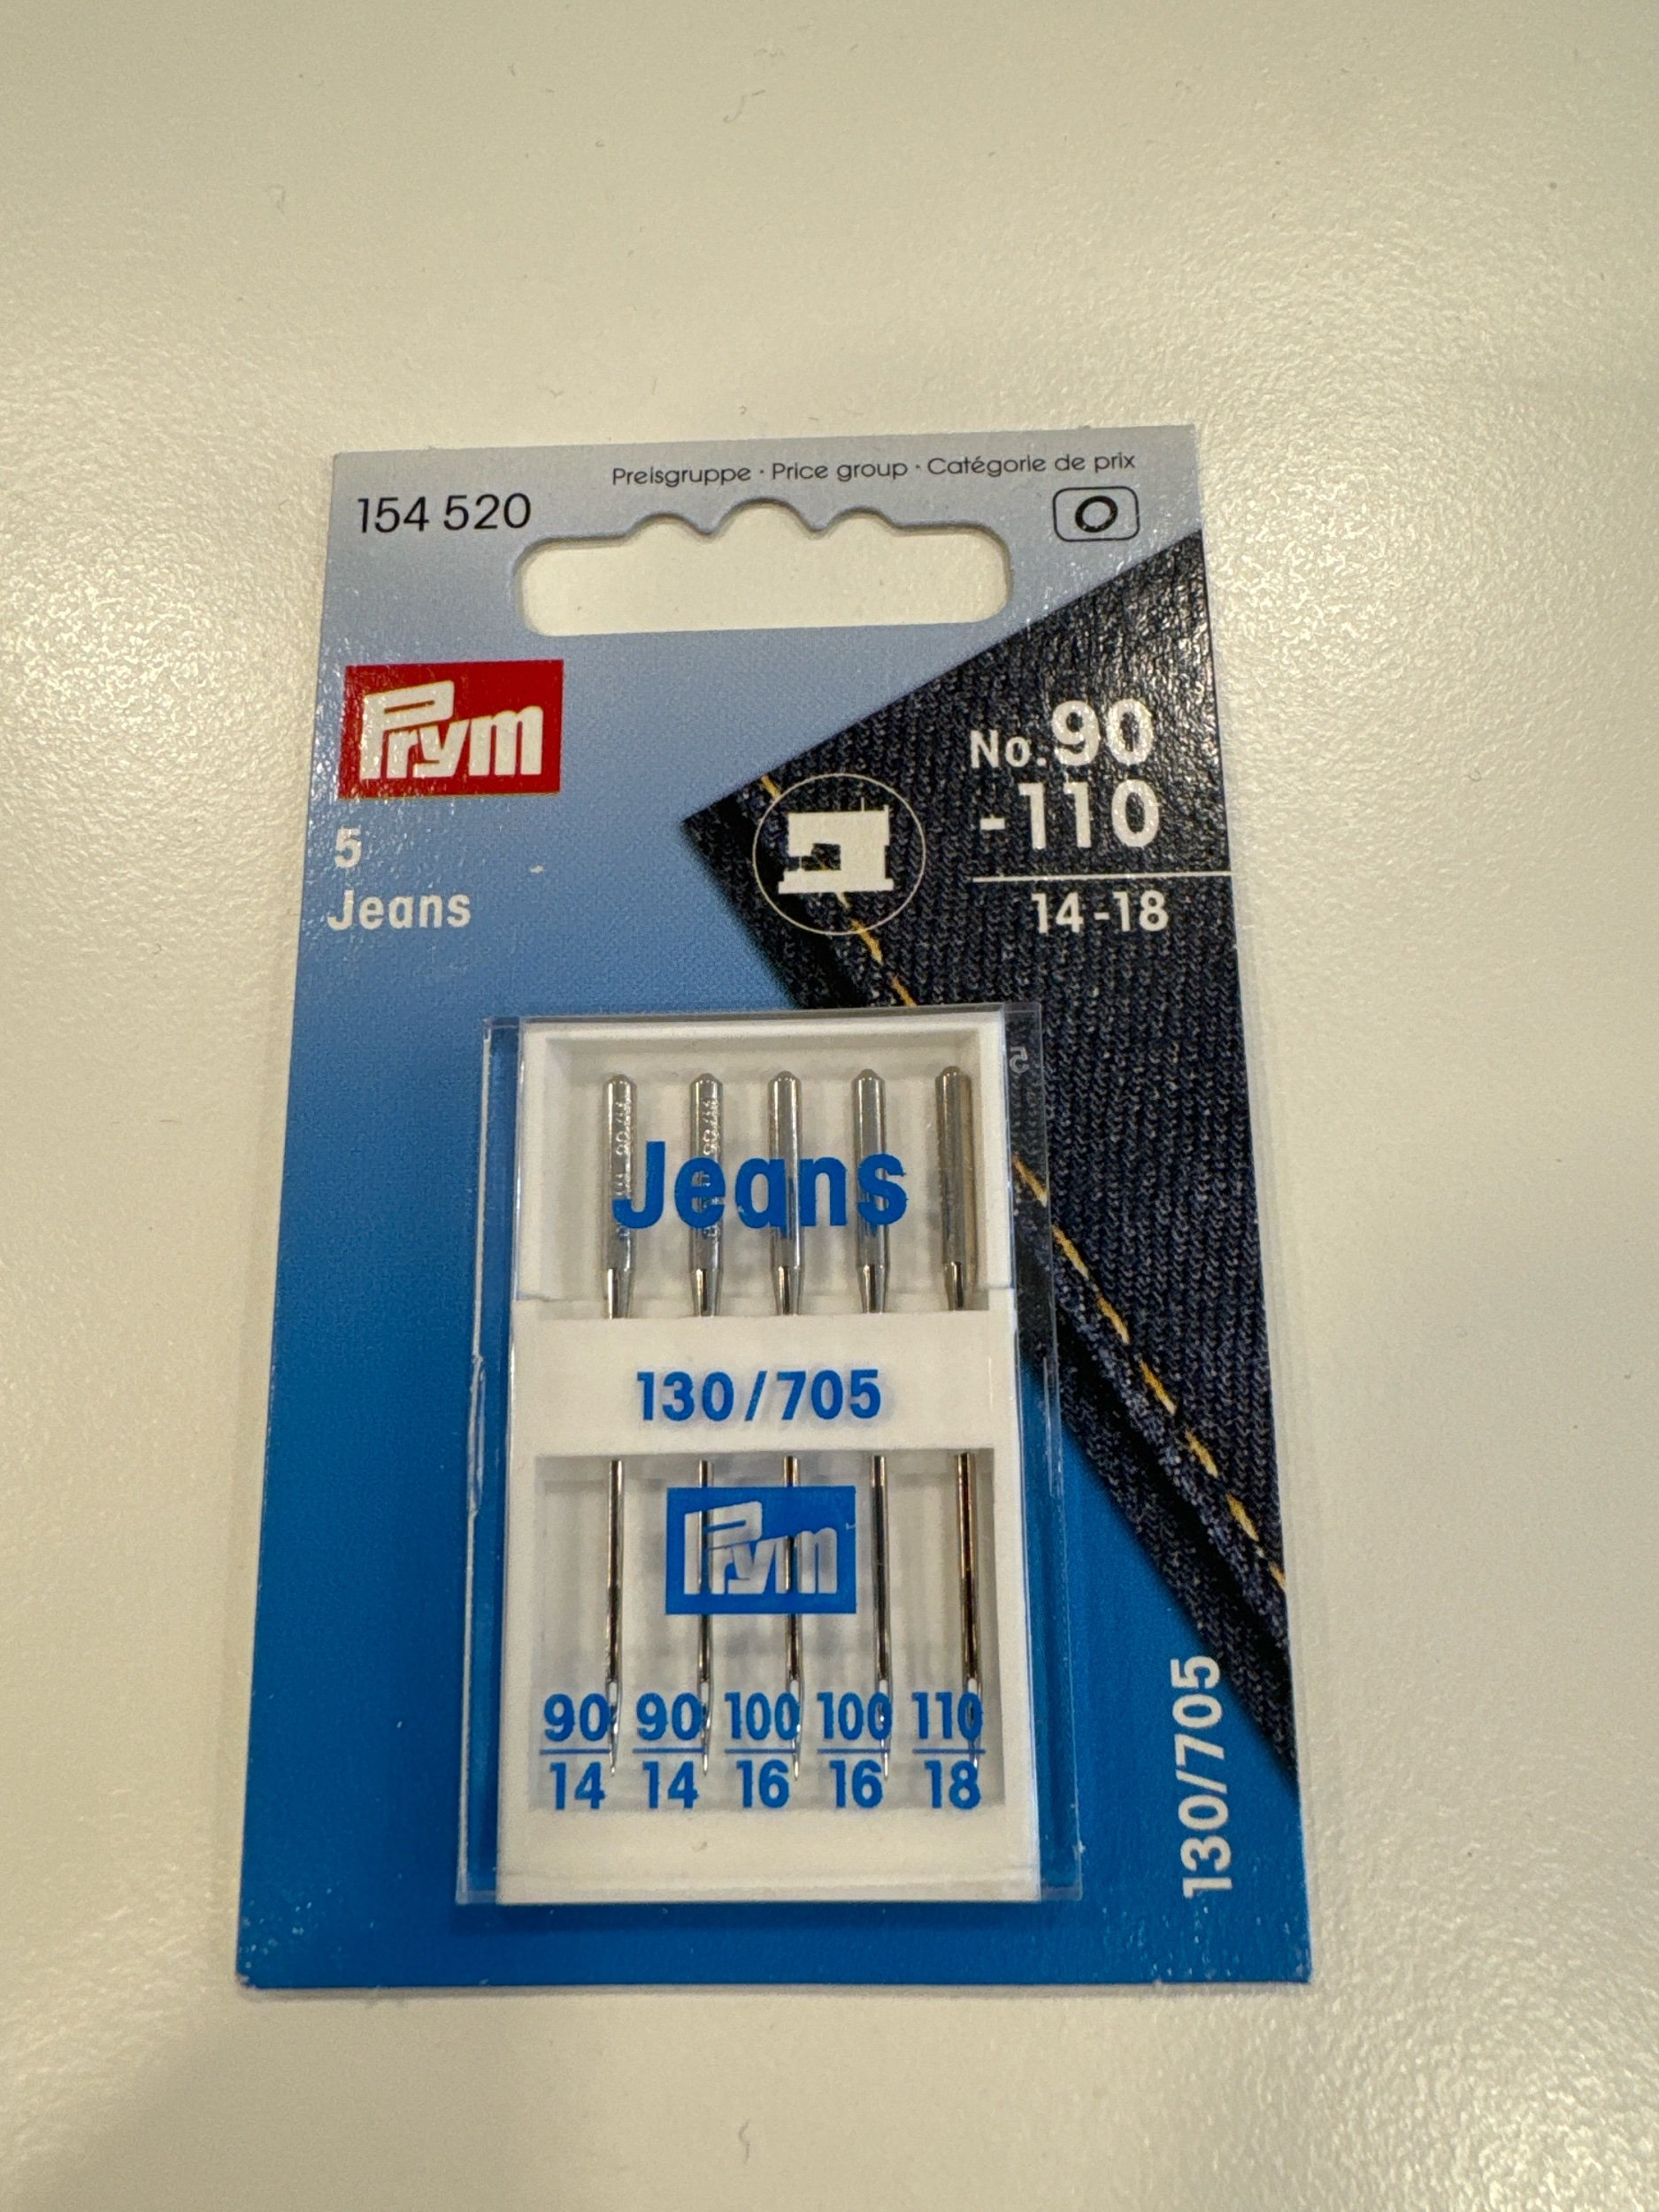 Preisgruppe · Price group · Catégorie de prix
154 520
O
Prym
5
Jeans
No. 90
-110
14-18
5
Jeans
130/705
Prym
90 90 100 100 110
14 14 16 16 18
130/705